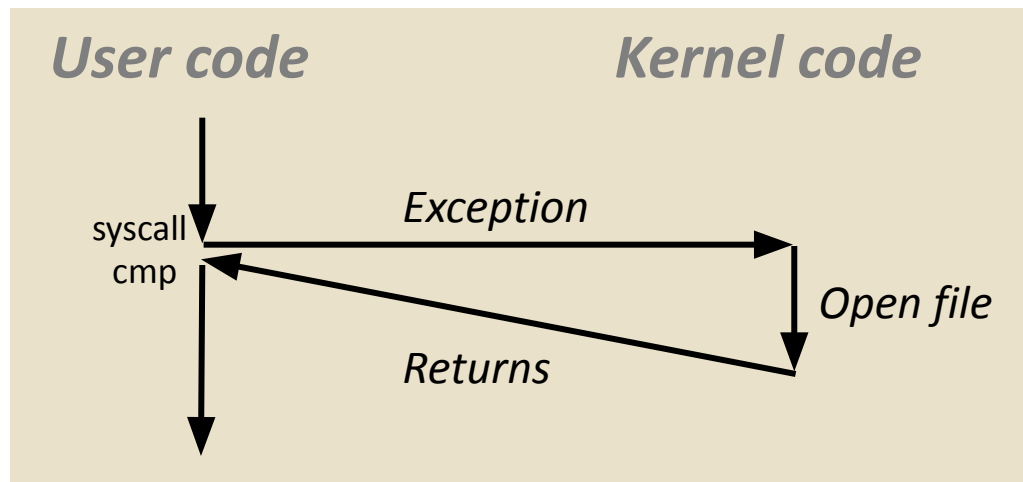 User code
Kernel code
Exception
syscall
cmp
Open file
Returns